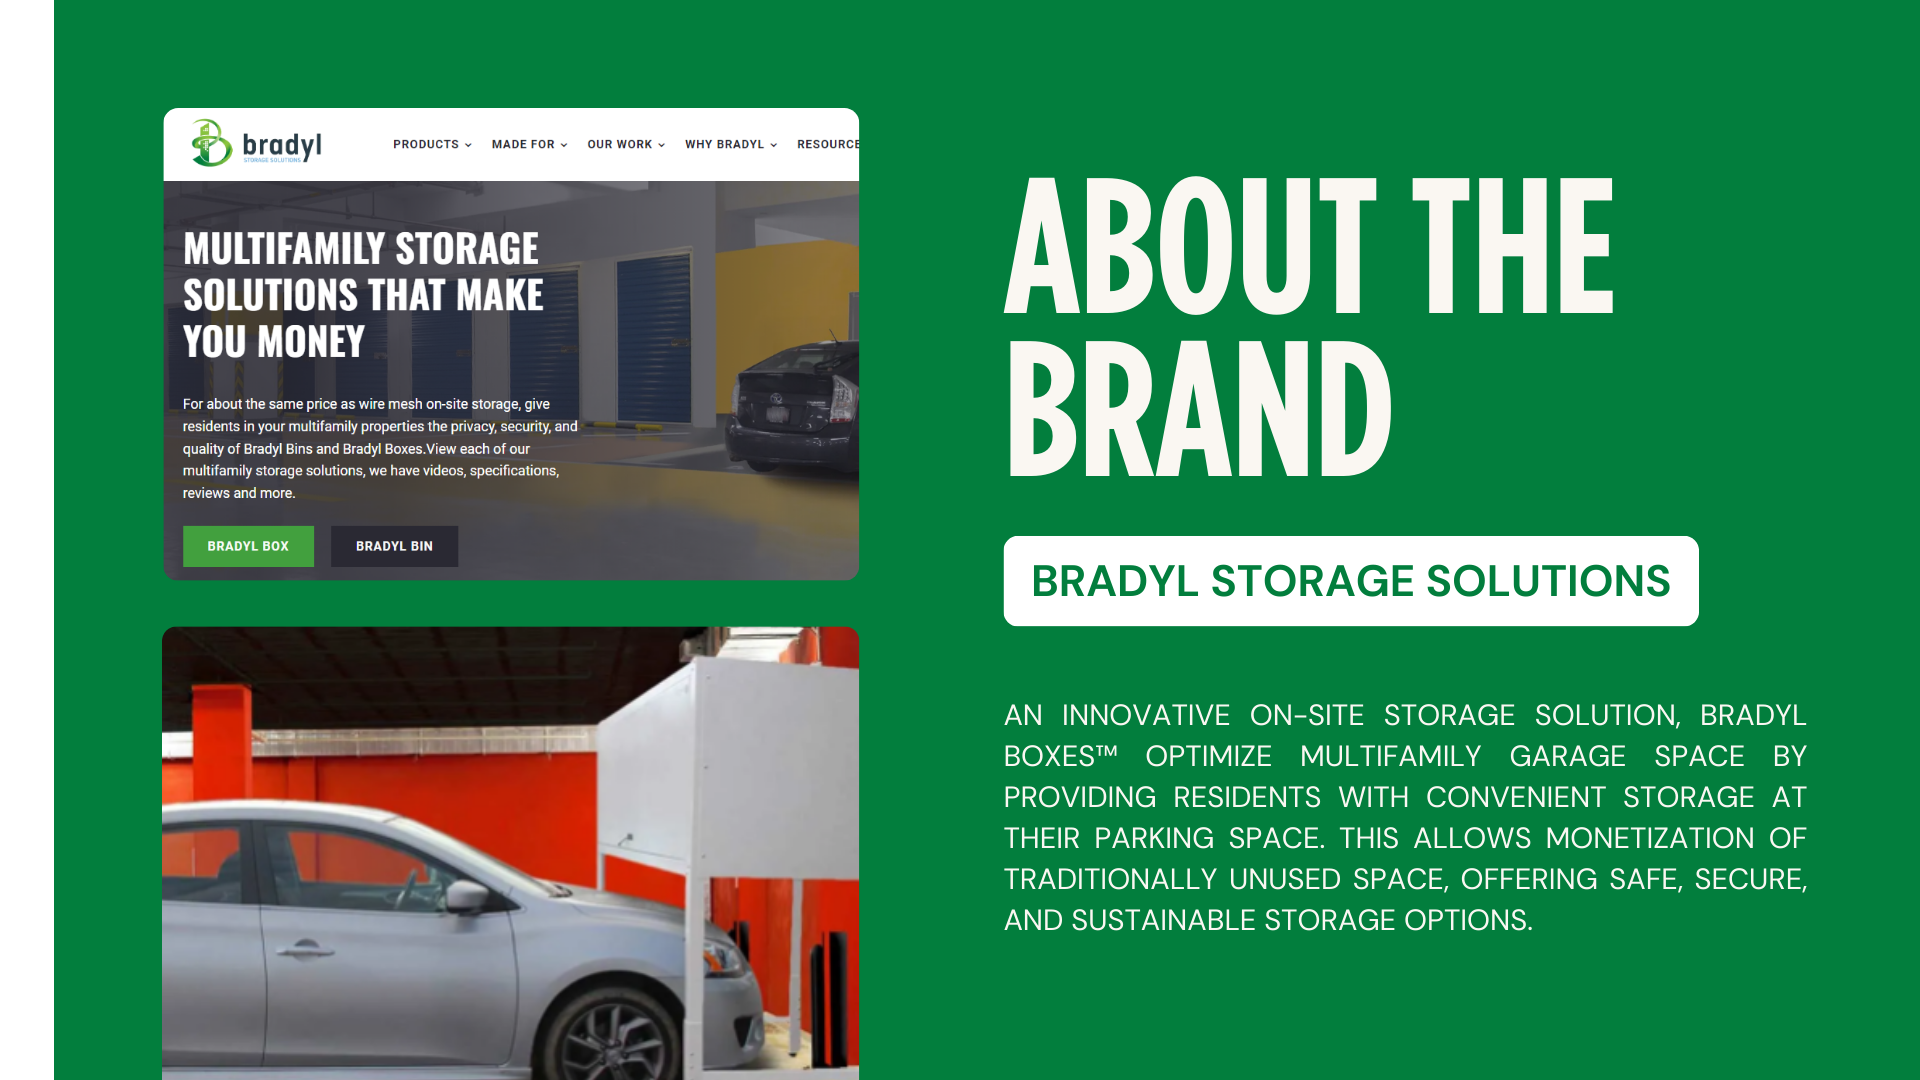 bradyl
STORAGE SOLUTIONS
PRODUCTS MADE FOR OUR WORK WHY BRADYL RESOURCE
MULTIFAMILY STORAGE
SOLUTIONS THAT MAKE
YOU MONEY
For about the same price as wire mesh on-site storage, give
residents in your multifamily properties the privacy, security, and
quality of Bradyl Bins and Bradyl Boxes.View each of our
multifamily storage solutions, we have videos, specifications,
reviews and more.
BRADYL BOX BRADYL BIN
ABOUT THE
BRAND
BRADYL STORAGE SOLUTIONS
AN INNOVATIVE ON-SITE STORAGE SOLUTION, BRADYL
BOXES™ OPTIMIZE MULTIFAMILY GARAGE SPACE BY
PROVIDING RESIDENTS WITH CONVENIENT STORAGE AT
THEIR PARKING SPACE. THIS ALLOWS MONETIZATION OF
TRADITIONALLY UNUSED SPACE, OFFERING SAFE, SECURE,
AND SUSTAINABLE STORAGE OPTIONS.